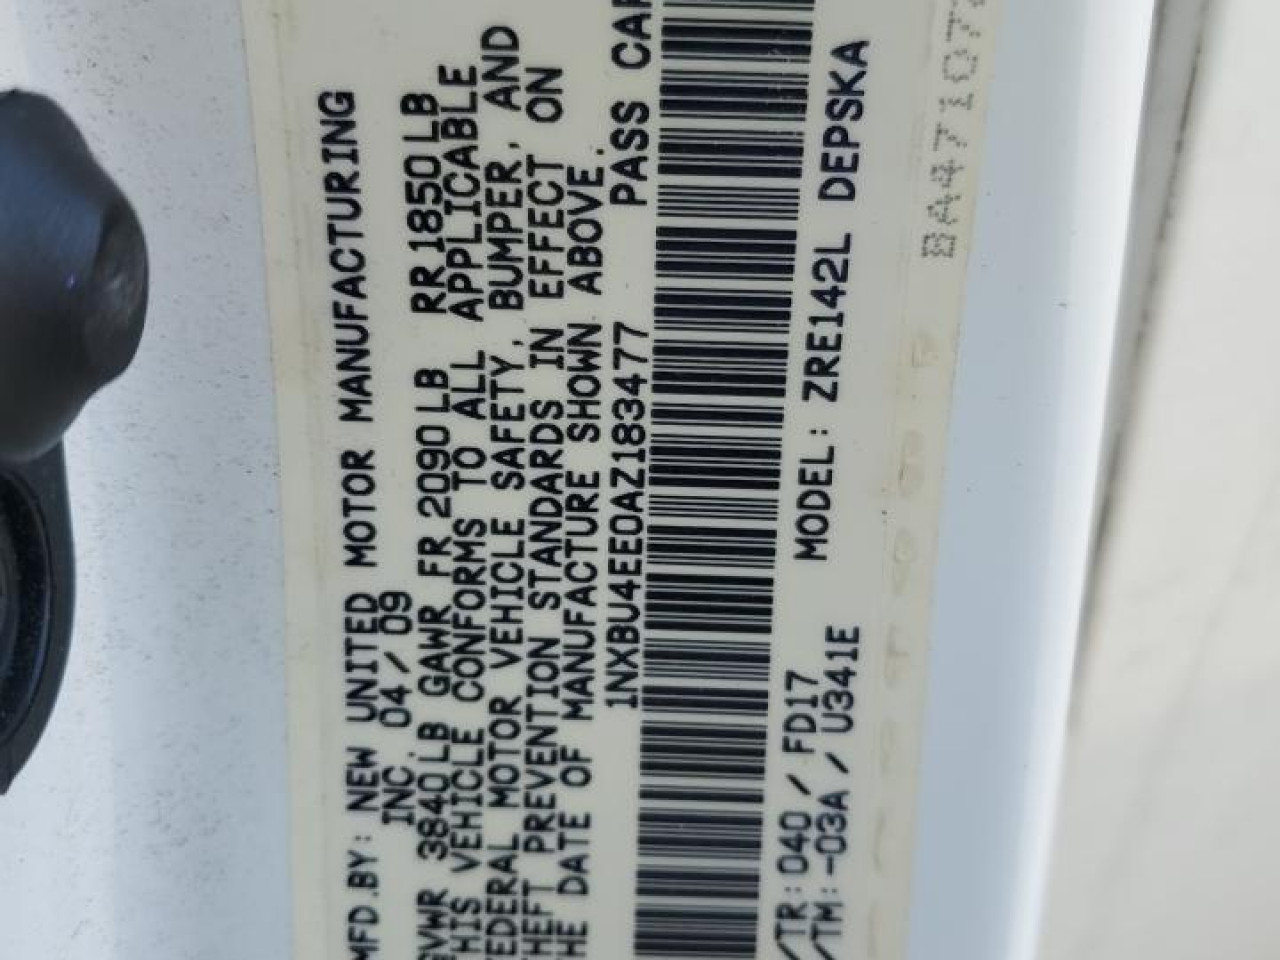 MFD.BY: NEW UNITED MOTOR MANUFACTURING
INC. 04/09
GVWR 3840LB GAWR FR 2090LB RR 1850LB
THIS VEHICLE CONFORMS TO ALL APPLICABLE
FEDERAL MOTOR VEHICLE SAFETY, BUMPER, AND
THEFT PREVENTION STANDARDS IN EFFECT ON
THE DATE OF MANUFACTURE SHOWN ABOVE.
1NXBU4EE0AZ183477 PASS CAR
/TR: 040 / FD17 MODEL: ZRE142L DEPSKA
/TM: -03A / U341E